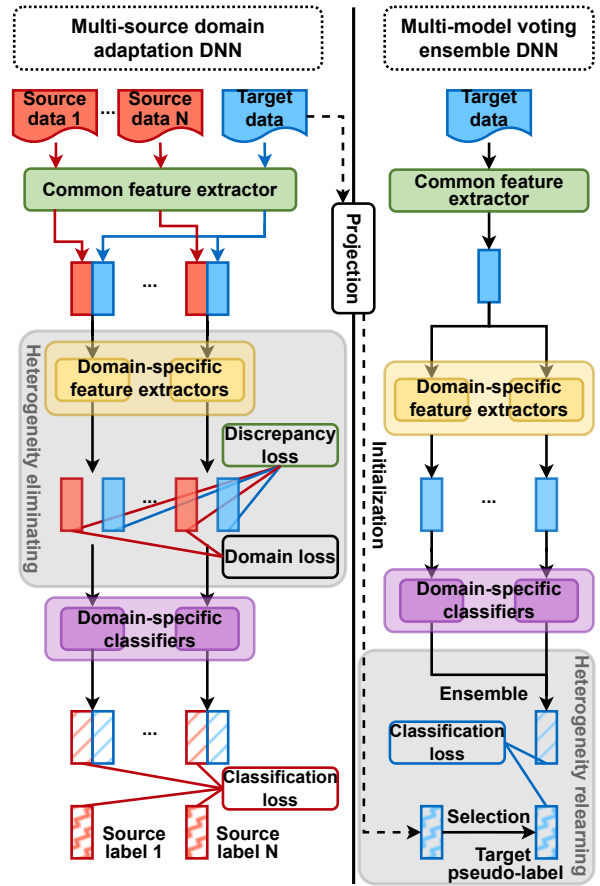 Multi-source domain
adaptation DNN
Source
data 1
...
Source
data N
Target
data
Common feature extractor
...
Heterogeneity eliminating
Domain-specific
feature extractors
Discrepancy
loss
...
Domain loss
Domain-specific
classifiers
...
Classification
loss
Source
label 1
Source
label N
Projection
Initialization
Multi-model voting
ensemble DNN
Target
data
Common feature
extractor
Domain-specific
feature extractors
...
Domain-specific
classifiers
Heterogeneity relearning
Ensemble
Classification
loss
Selection
Target
pseudo-label